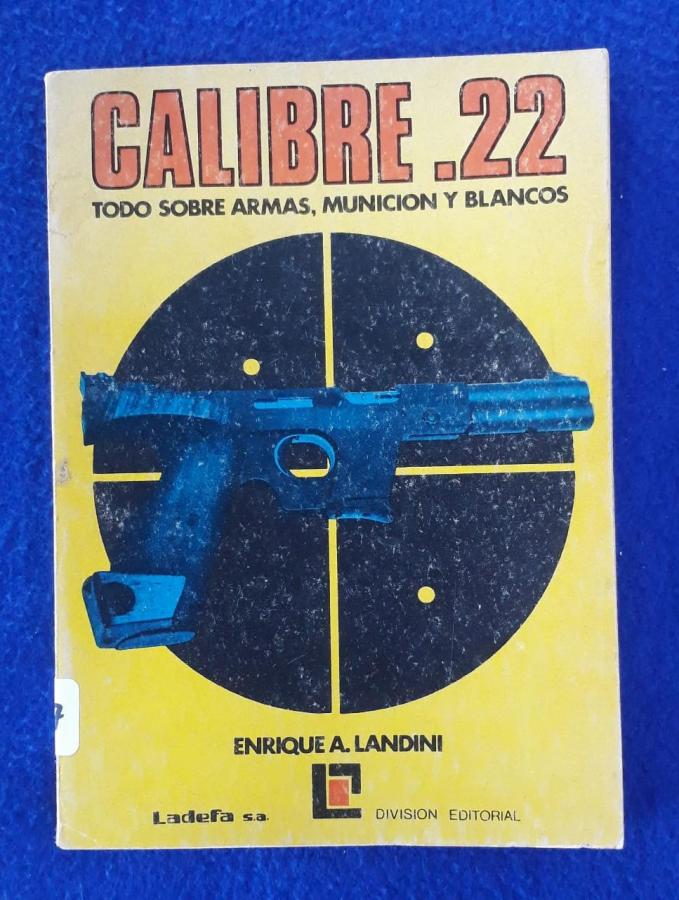 CALIBRE .22
TODO SOBRE ARMAS, MUNICION Y BLANCOS
ENRIQUE A. LANDINI
Ladefa s.a.
DIVISION EDITORIAL